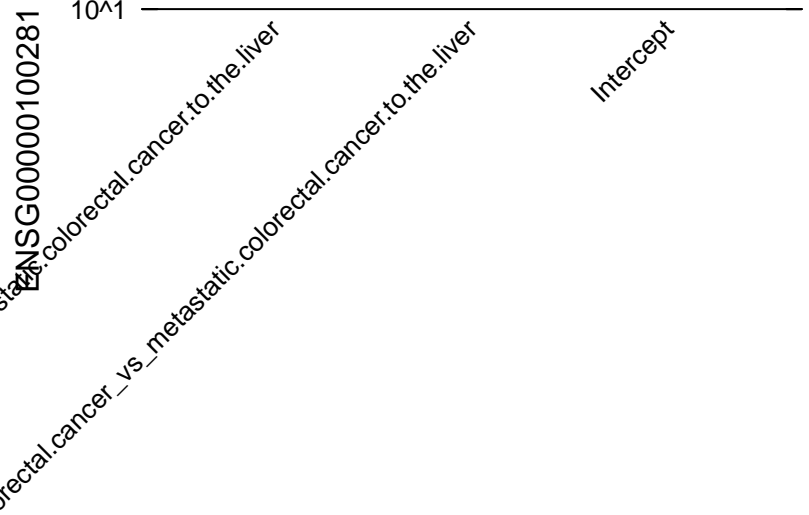 ENSG00000100281
10^1
static.colorectal.cancer.to.the.liver
orectal.cancer_vs_metastatic.colorectal.cancer.to.the.liver
Intercept